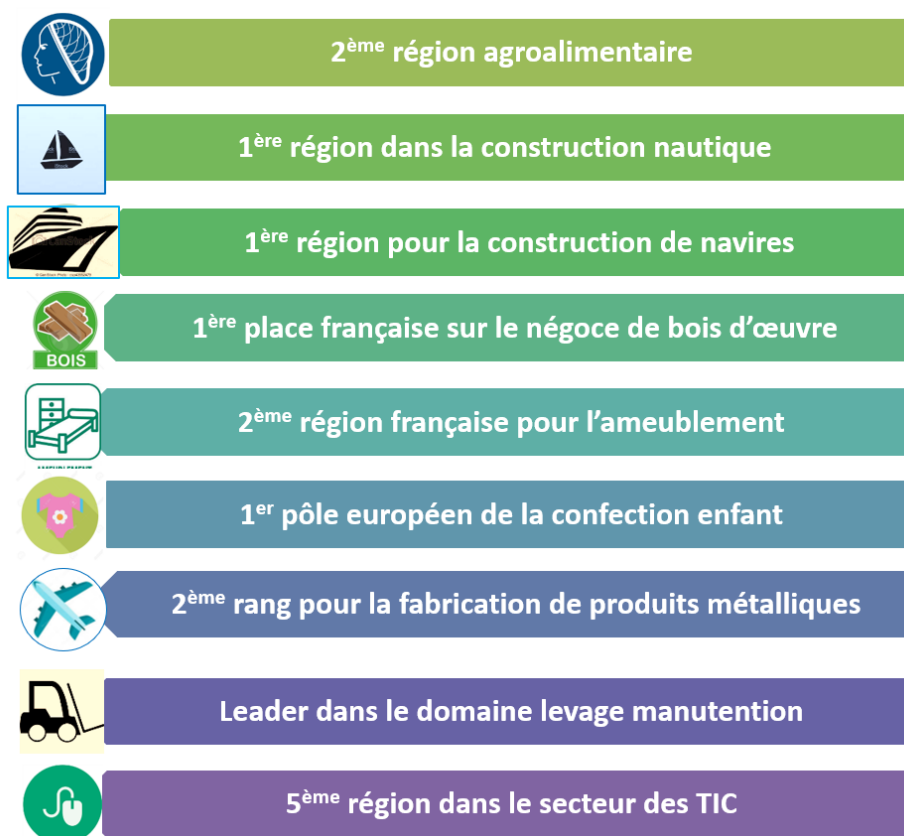 2ème région agroalimentaire
1ère région dans la construction nautique
1ère région pour la construction de navires
1ère place française sur le négoce de bois d’œuvre
BOIS
2ème région française pour l’ameublement
1er pôle européen de la confection enfant
2ème rang pour la fabrication de produits métalliques
Leader dans le domaine levage manutention
5ème région dans le secteur des TIC